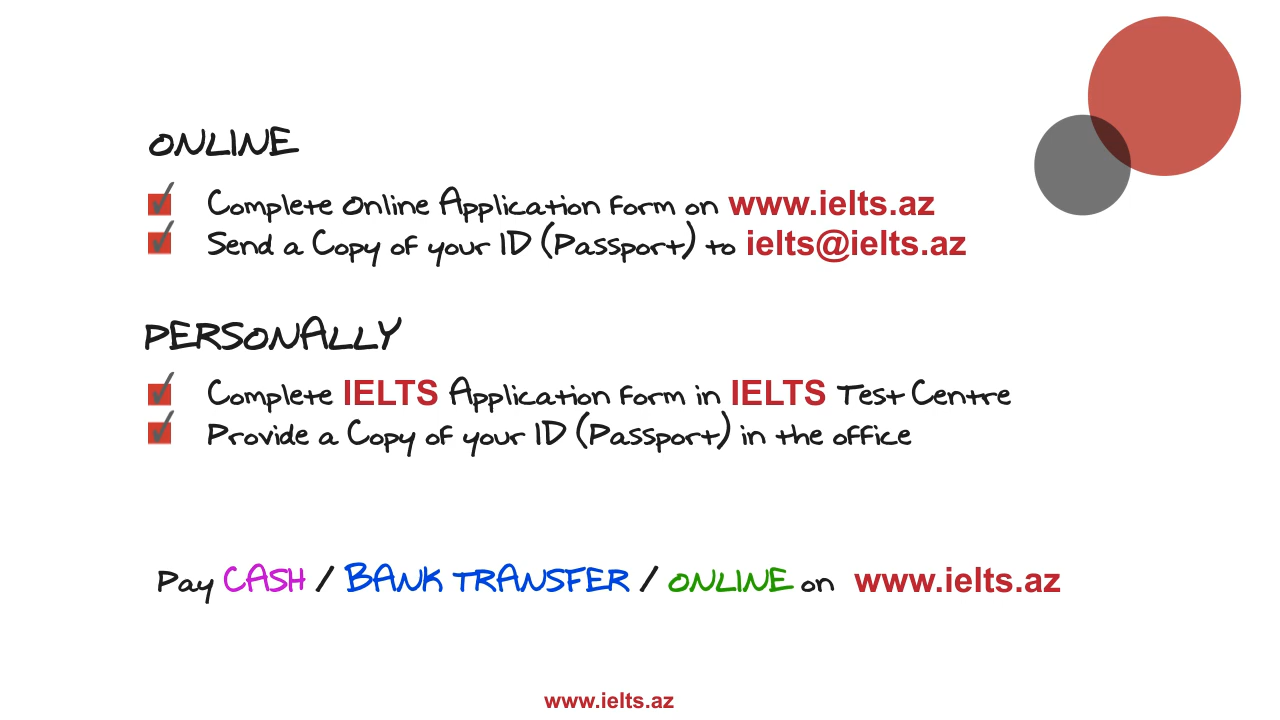 ONLINE
Complete Online Application Form on www.ielts.az
Send a Copy of your ID (Passport) to ielts@ielts.az
PERSONALLY
Complete IELTS Application Form in IELTS Test Centre
Provide a Copy of your ID (Passport) in the office
Pay CASH / BANK TRANSFER / ONLINE on www.ielts.az
www.ielts.az